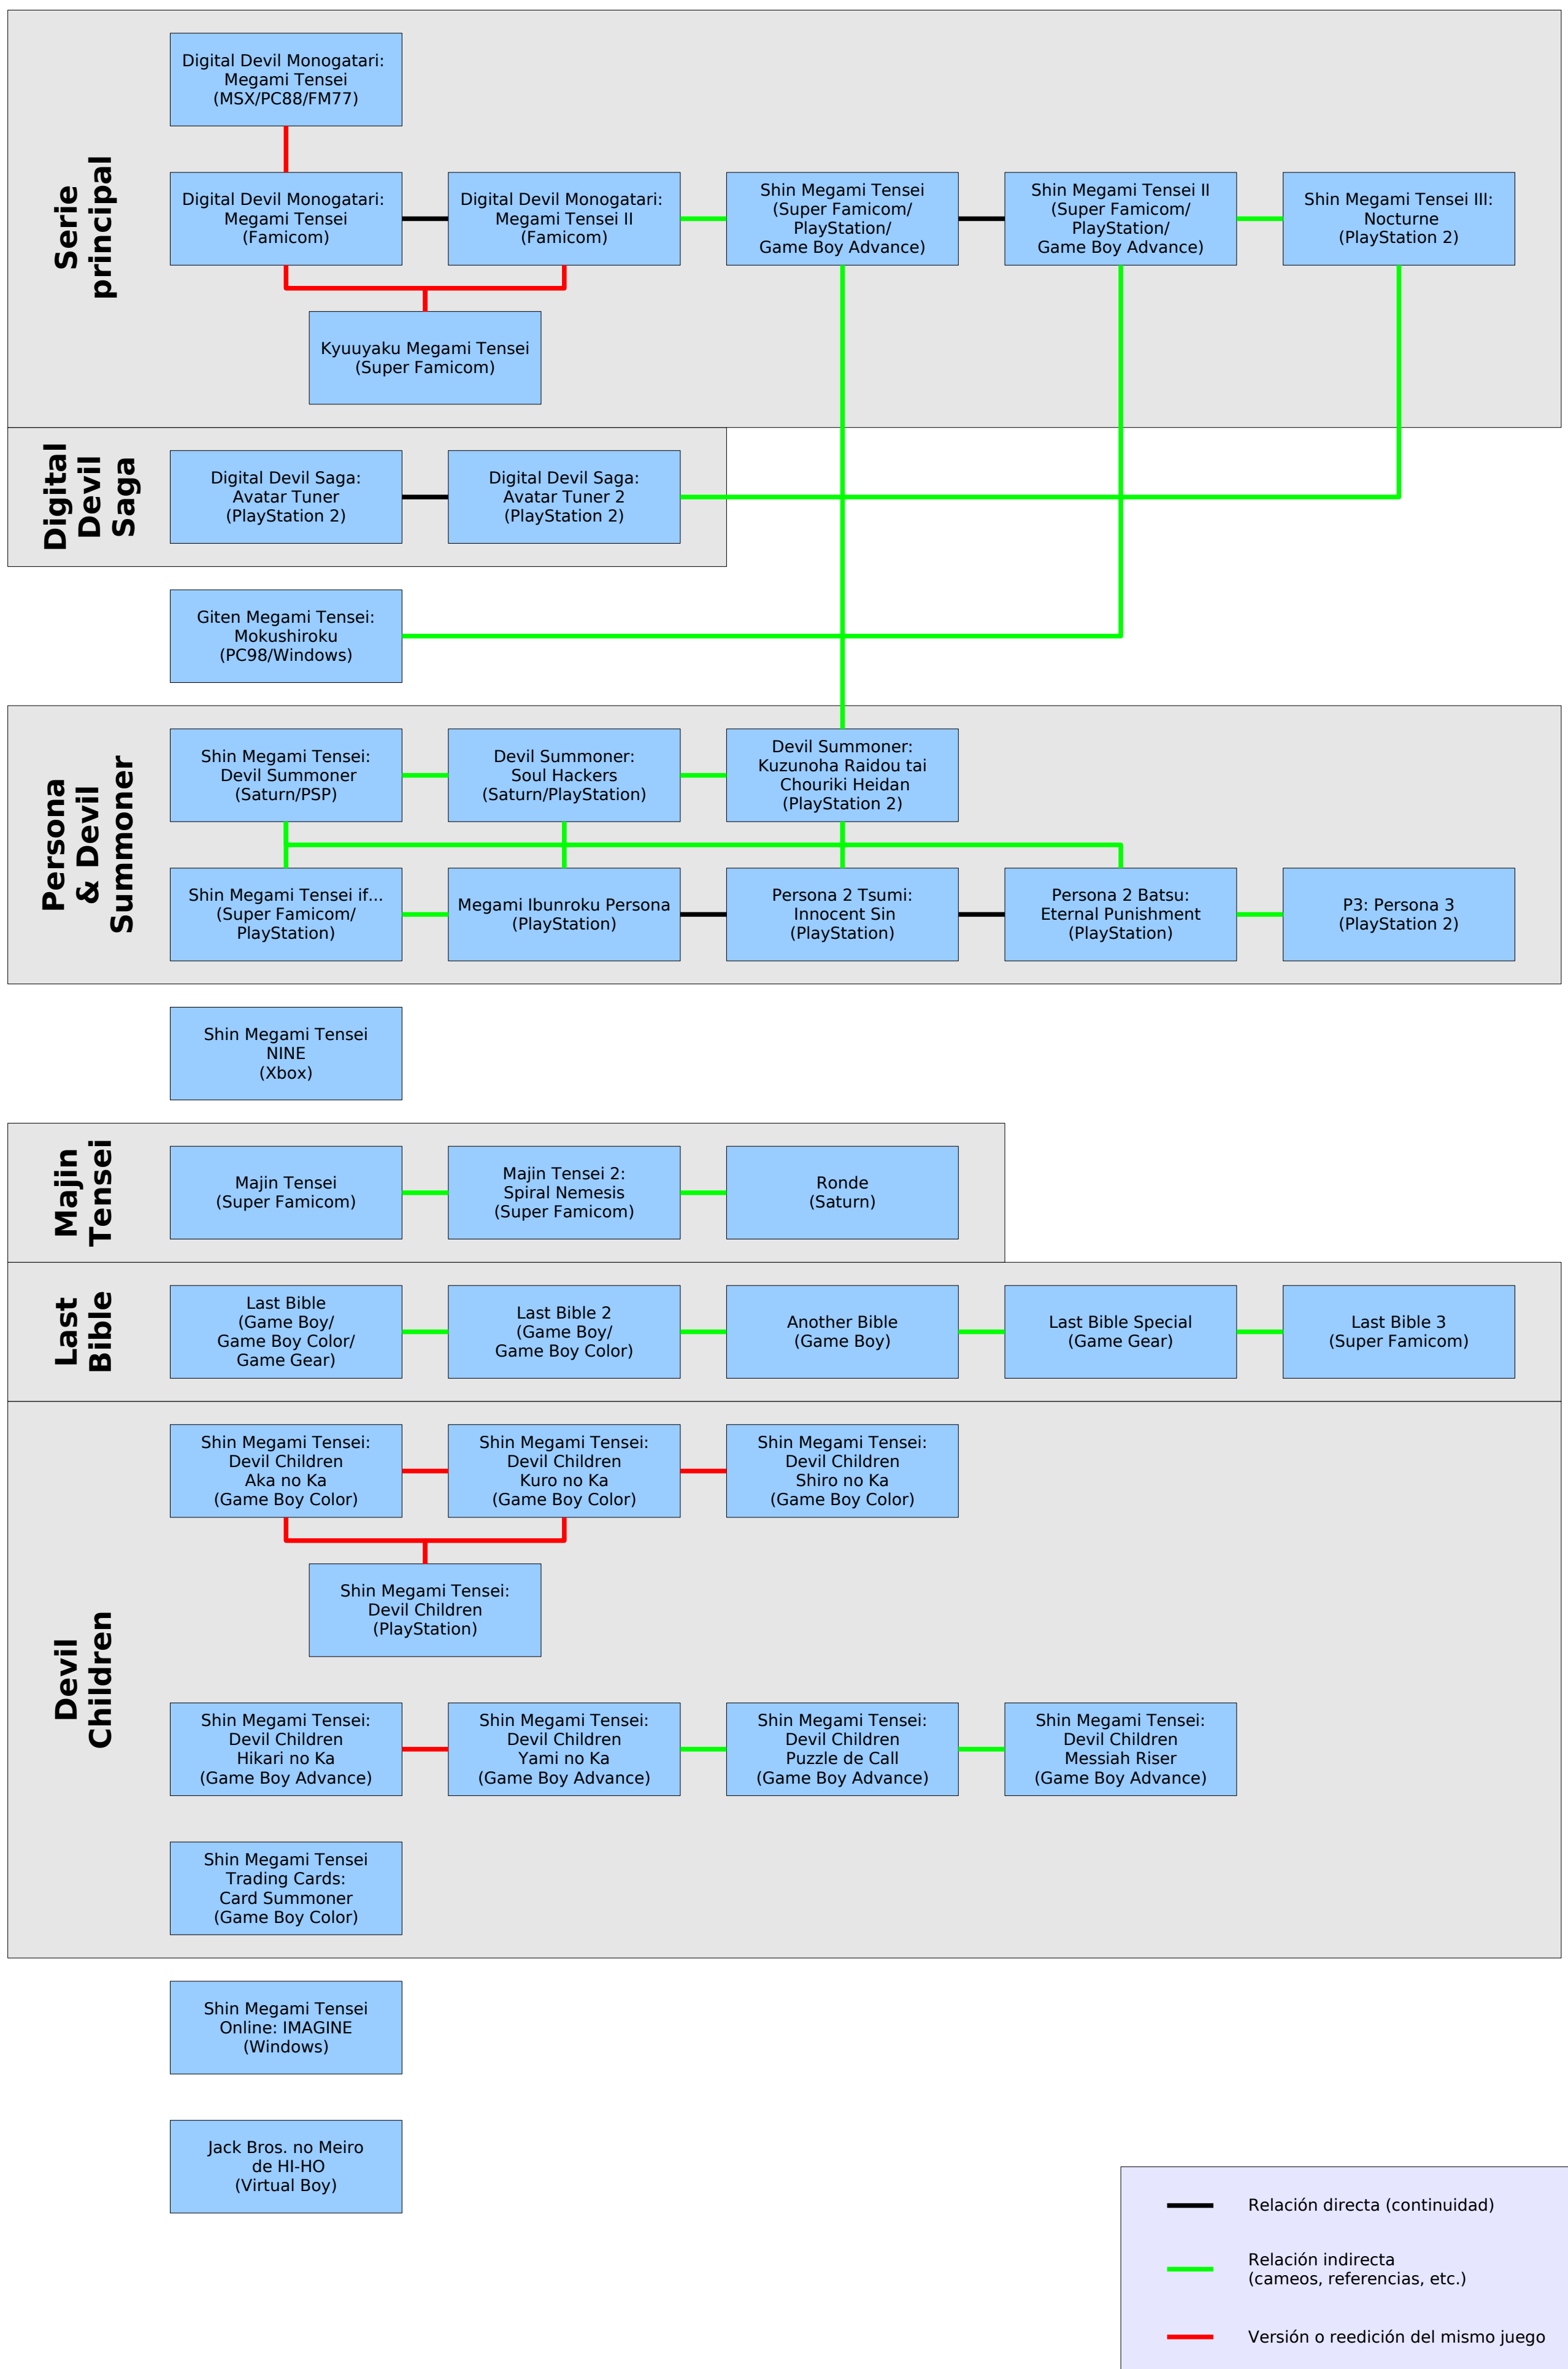 Serie
principal
Digital Devil Monogatari:
Megami Tensei
(MSX/PC88/FM77)
Digital Devil Monogatari:
Megami Tensei
(Famicom)
Digital Devil Monogatari:
Megami Tensei II
(Famicom)
Shin Megami Tensei
(Super Famicom/
PlayStation/
Game Boy Advance)
Shin Megami Tensei II
(Super Famicom/
PlayStation/
Game Boy Advance)
Shin Megami Tensei III:
Nocturne
(PlayStation 2)
Kyuuyaku Megami Tensei
(Super Famicom)
Digital
Devil
Saga
Digital Devil Saga:
Avatar Tuner
(PlayStation 2)
Digital Devil Saga:
Avatar Tuner 2
(PlayStation 2)
Giten Megami Tensei:
Mokushiroku
(PC98/Windows)
Persona
& Devil
Summoner
Shin Megami Tensei:
Devil Summoner
(Saturn/PSP)
Devil Summoner:
Soul Hackers
(Saturn/PlayStation)
Devil Summoner:
Kuzunoha Raidou tai
Chouriki Heidan
(PlayStation 2)
Shin Megami Tensei if...
(Super Famicom/
PlayStation)
Megami Ibunroku Persona
(PlayStation)
Persona 2 Tsumi:
Innocent Sin
(PlayStation)
Persona 2 Batsu:
Eternal Punishment
(PlayStation)
P3: Persona 3
(PlayStation 2)
Shin Megami Tensei
NINE
(Xbox)
Majin
Tensei
Majin Tensei
(Super Famicom)
Majin Tensei 2:
Spiral Nemesis
(Super Famicom)
Ronde
(Saturn)
Last
Bible
Last Bible
(Game Boy/
Game Boy Color/
Game Gear)
Last Bible 2
(Game Boy/
Game Boy Color)
Another Bible
(Game Boy)
Last Bible Special
(Game Gear)
Last Bible 3
(Super Famicom)
Devil
Children
Shin Megami Tensei:
Devil Children
Aka no Ka
(Game Boy Color)
Shin Megami Tensei:
Devil Children
Kuro no Ka
(Game Boy Color)
Shin Megami Tensei:
Devil Children
Shiro no Ka
(Game Boy Color)
Shin Megami Tensei:
Devil Children
(PlayStation)
Shin Megami Tensei:
Devil Children
Hikari no Ka
(Game Boy Advance)
Shin Megami Tensei:
Devil Children
Yami no Ka
(Game Boy Advance)
Shin Megami Tensei:
Devil Children
Puzzle de Call
(Game Boy Advance)
Shin Megami Tensei:
Devil Children
Messiah Riser
(Game Boy Advance)
Shin Megami Tensei
Trading Cards:
Card Summoner
(Game Boy Color)
Shin Megami Tensei
Online: IMAGINE
(Windows)
Jack Bros. no Meiro
de HI-HO
(Virtual Boy)
Relación directa (continuidad)
Relación indirecta
(cameos, referencias, etc.)
Versión o reedición del mismo juego